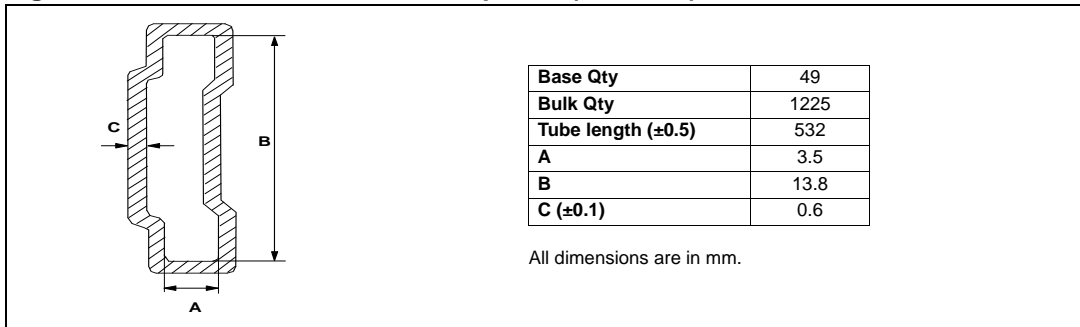 C
B
A
Base Qty 49
Bulk Qty 1225
Tube length (±0.5) 532
A 3.5
B 13.8
C (±0.1) 0.6
All dimensions are in mm.